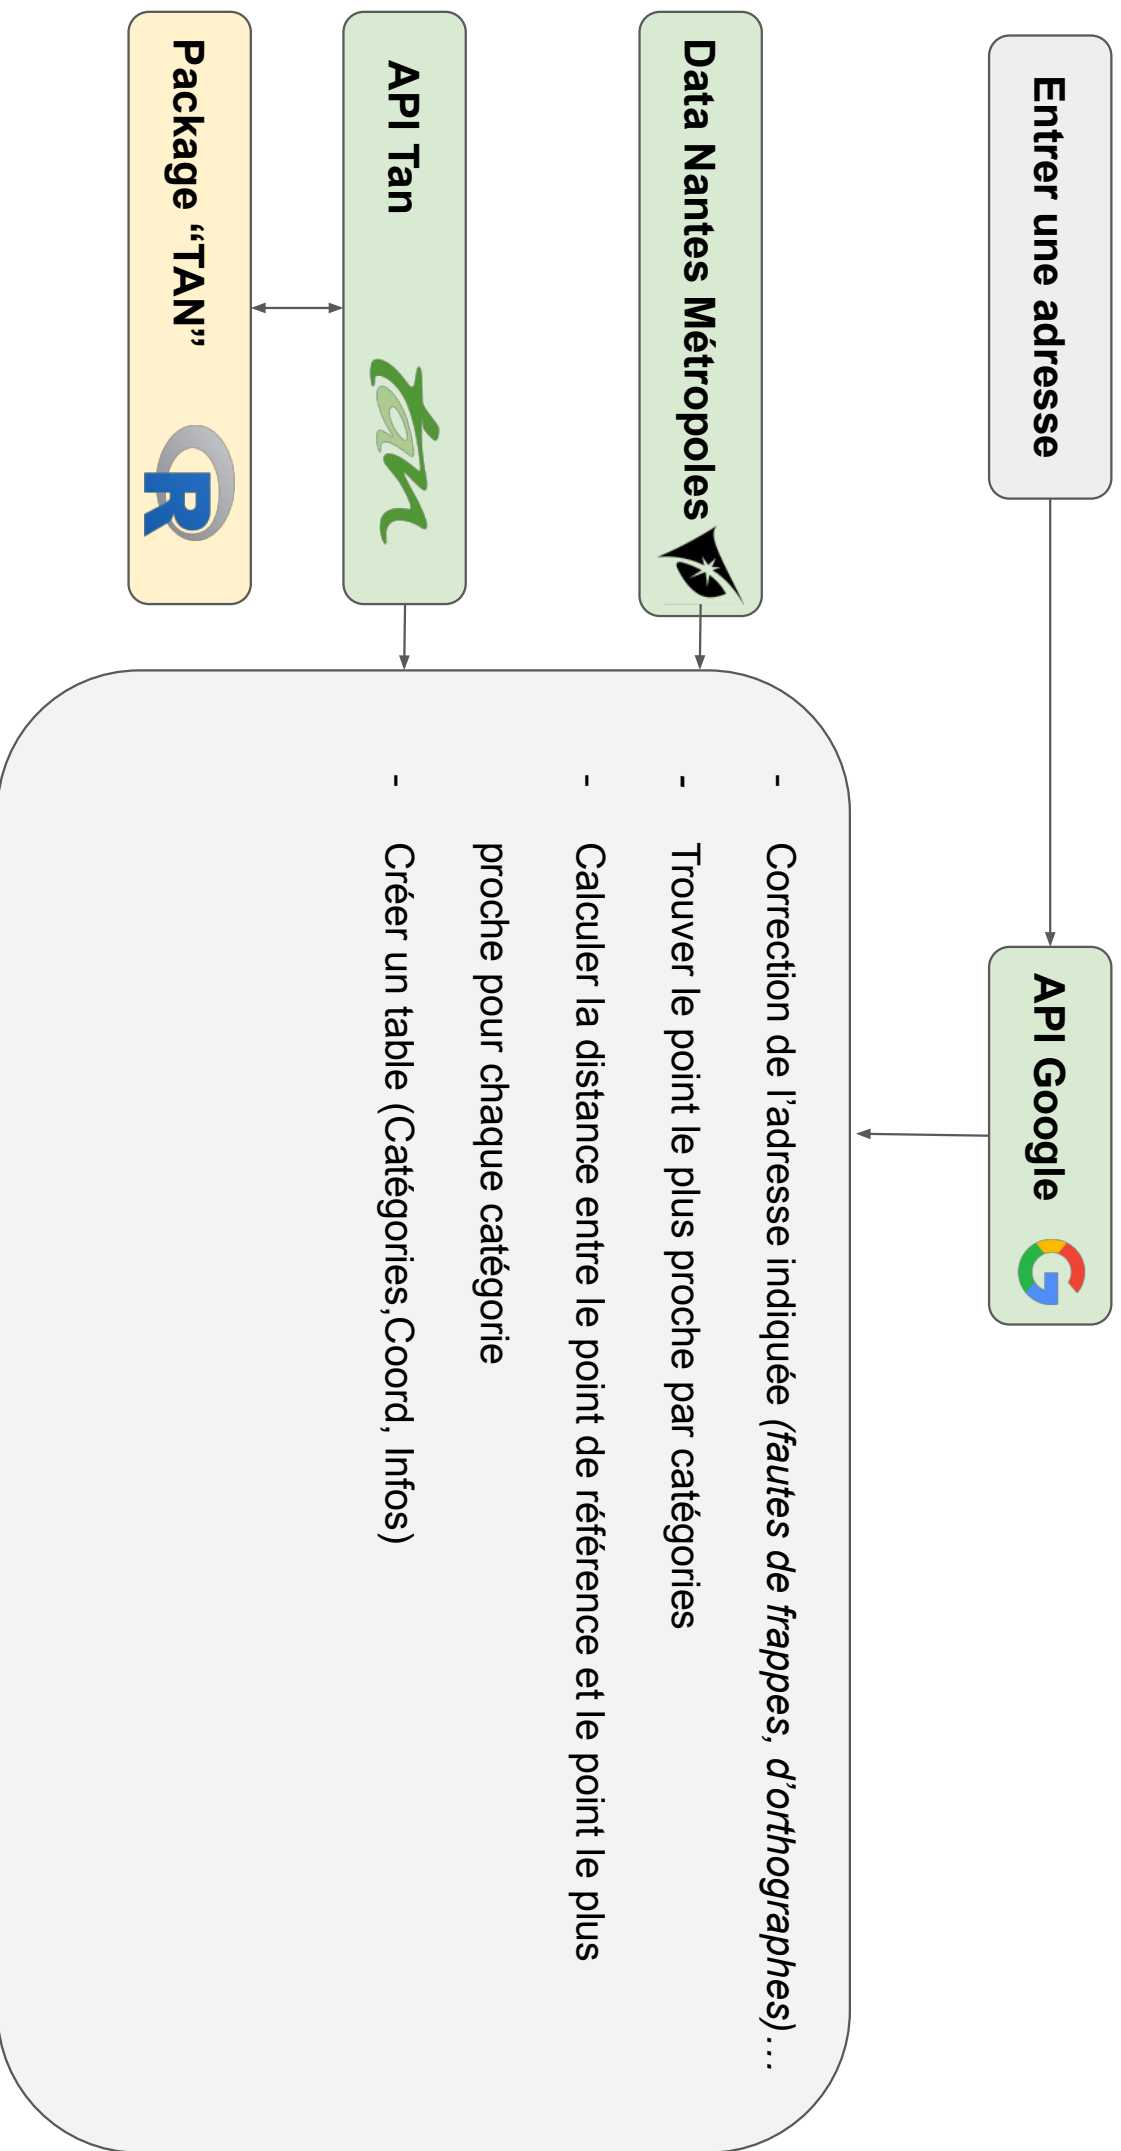 Entrer une adresse
API Google
Data Nantes Métropoles
API Tan
tan
Package “TAN”
R
- Correction de l’adresse indiquée (fautes de frappes, d’orthographes)…
- Trouver le point le plus proche par catégories
- Calculer la distance entre le point de référence et le point le plus
proche pour chaque catégorie
- Créer un table (Catégories,Coord, Infos)